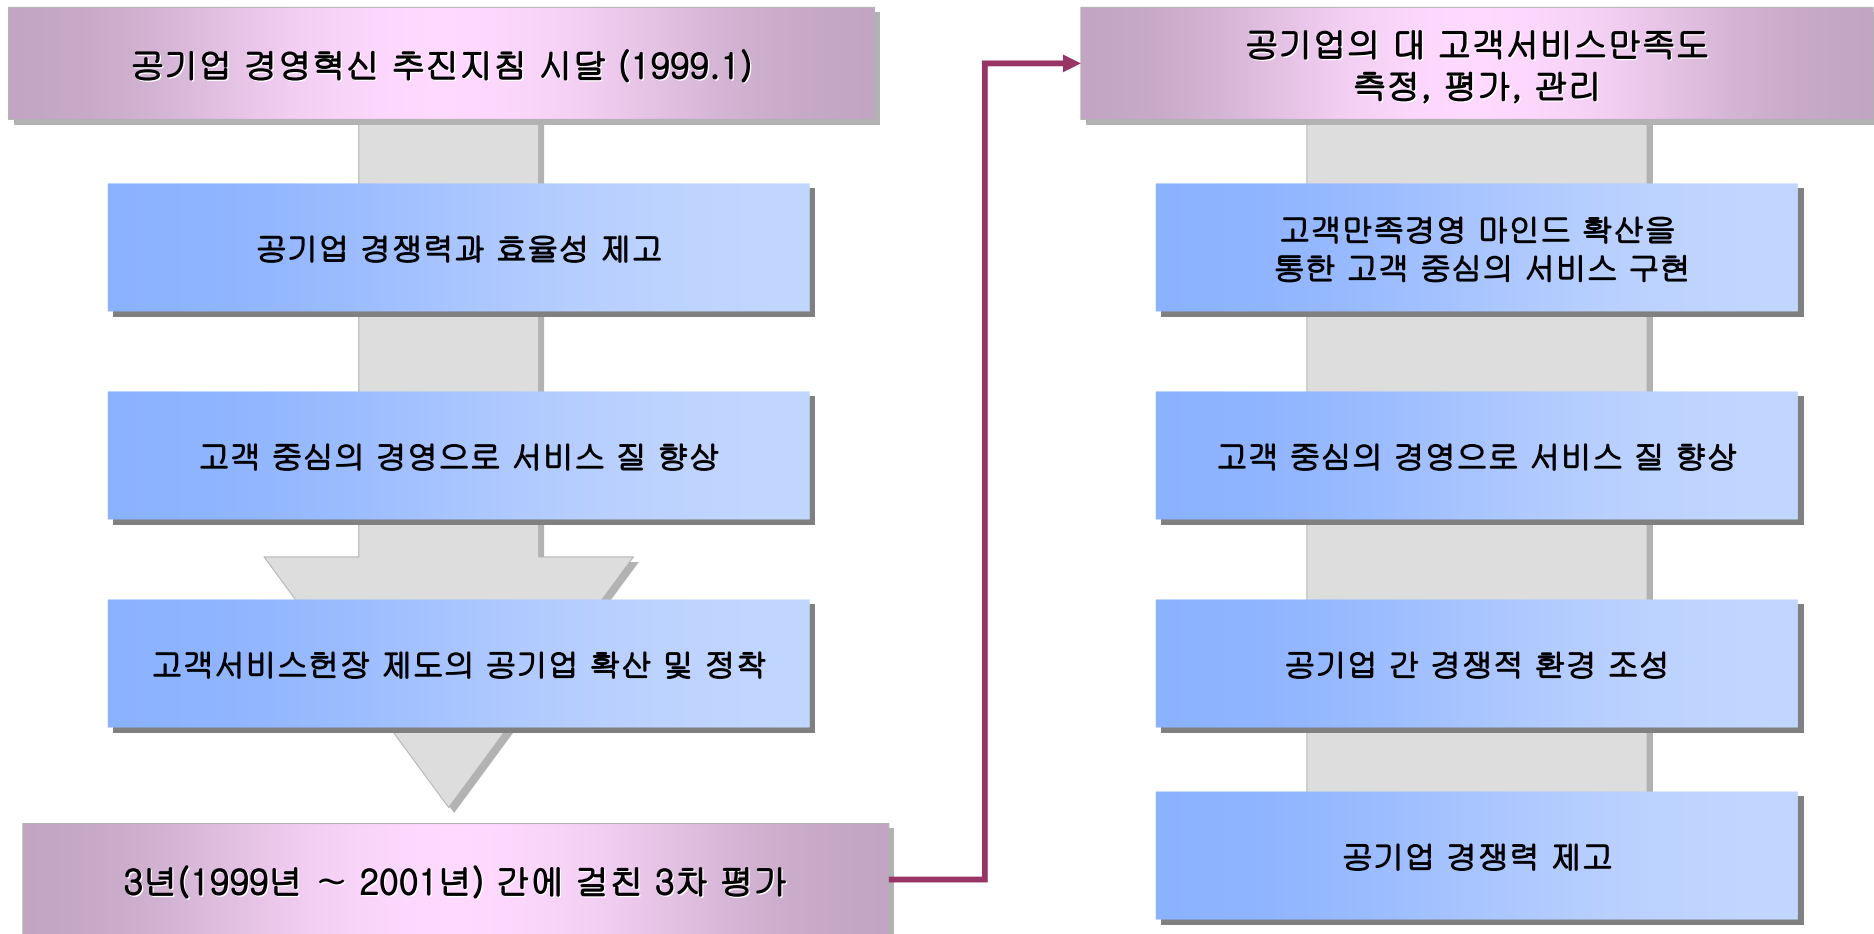 공기업 경영혁신 추진지침 시달 (1999.1)
공기업 경쟁력과 효율성 제고
고객 중심의 경영으로 서비스 질 향상
고객서비스헌장 제도의 공기업 확산 및 정착
3년(1999년 ~ 2001년) 간에 걸친 3차 평가
공기업의 대 고객서비스만족도
측정, 평가, 관리
고객만족경영 마인드 확산을
통한 고객 중심의 서비스 구현
고객 중심의 경영으로 서비스 질 향상
공기업 간 경쟁적 환경 조성
공기업 경쟁력 제고